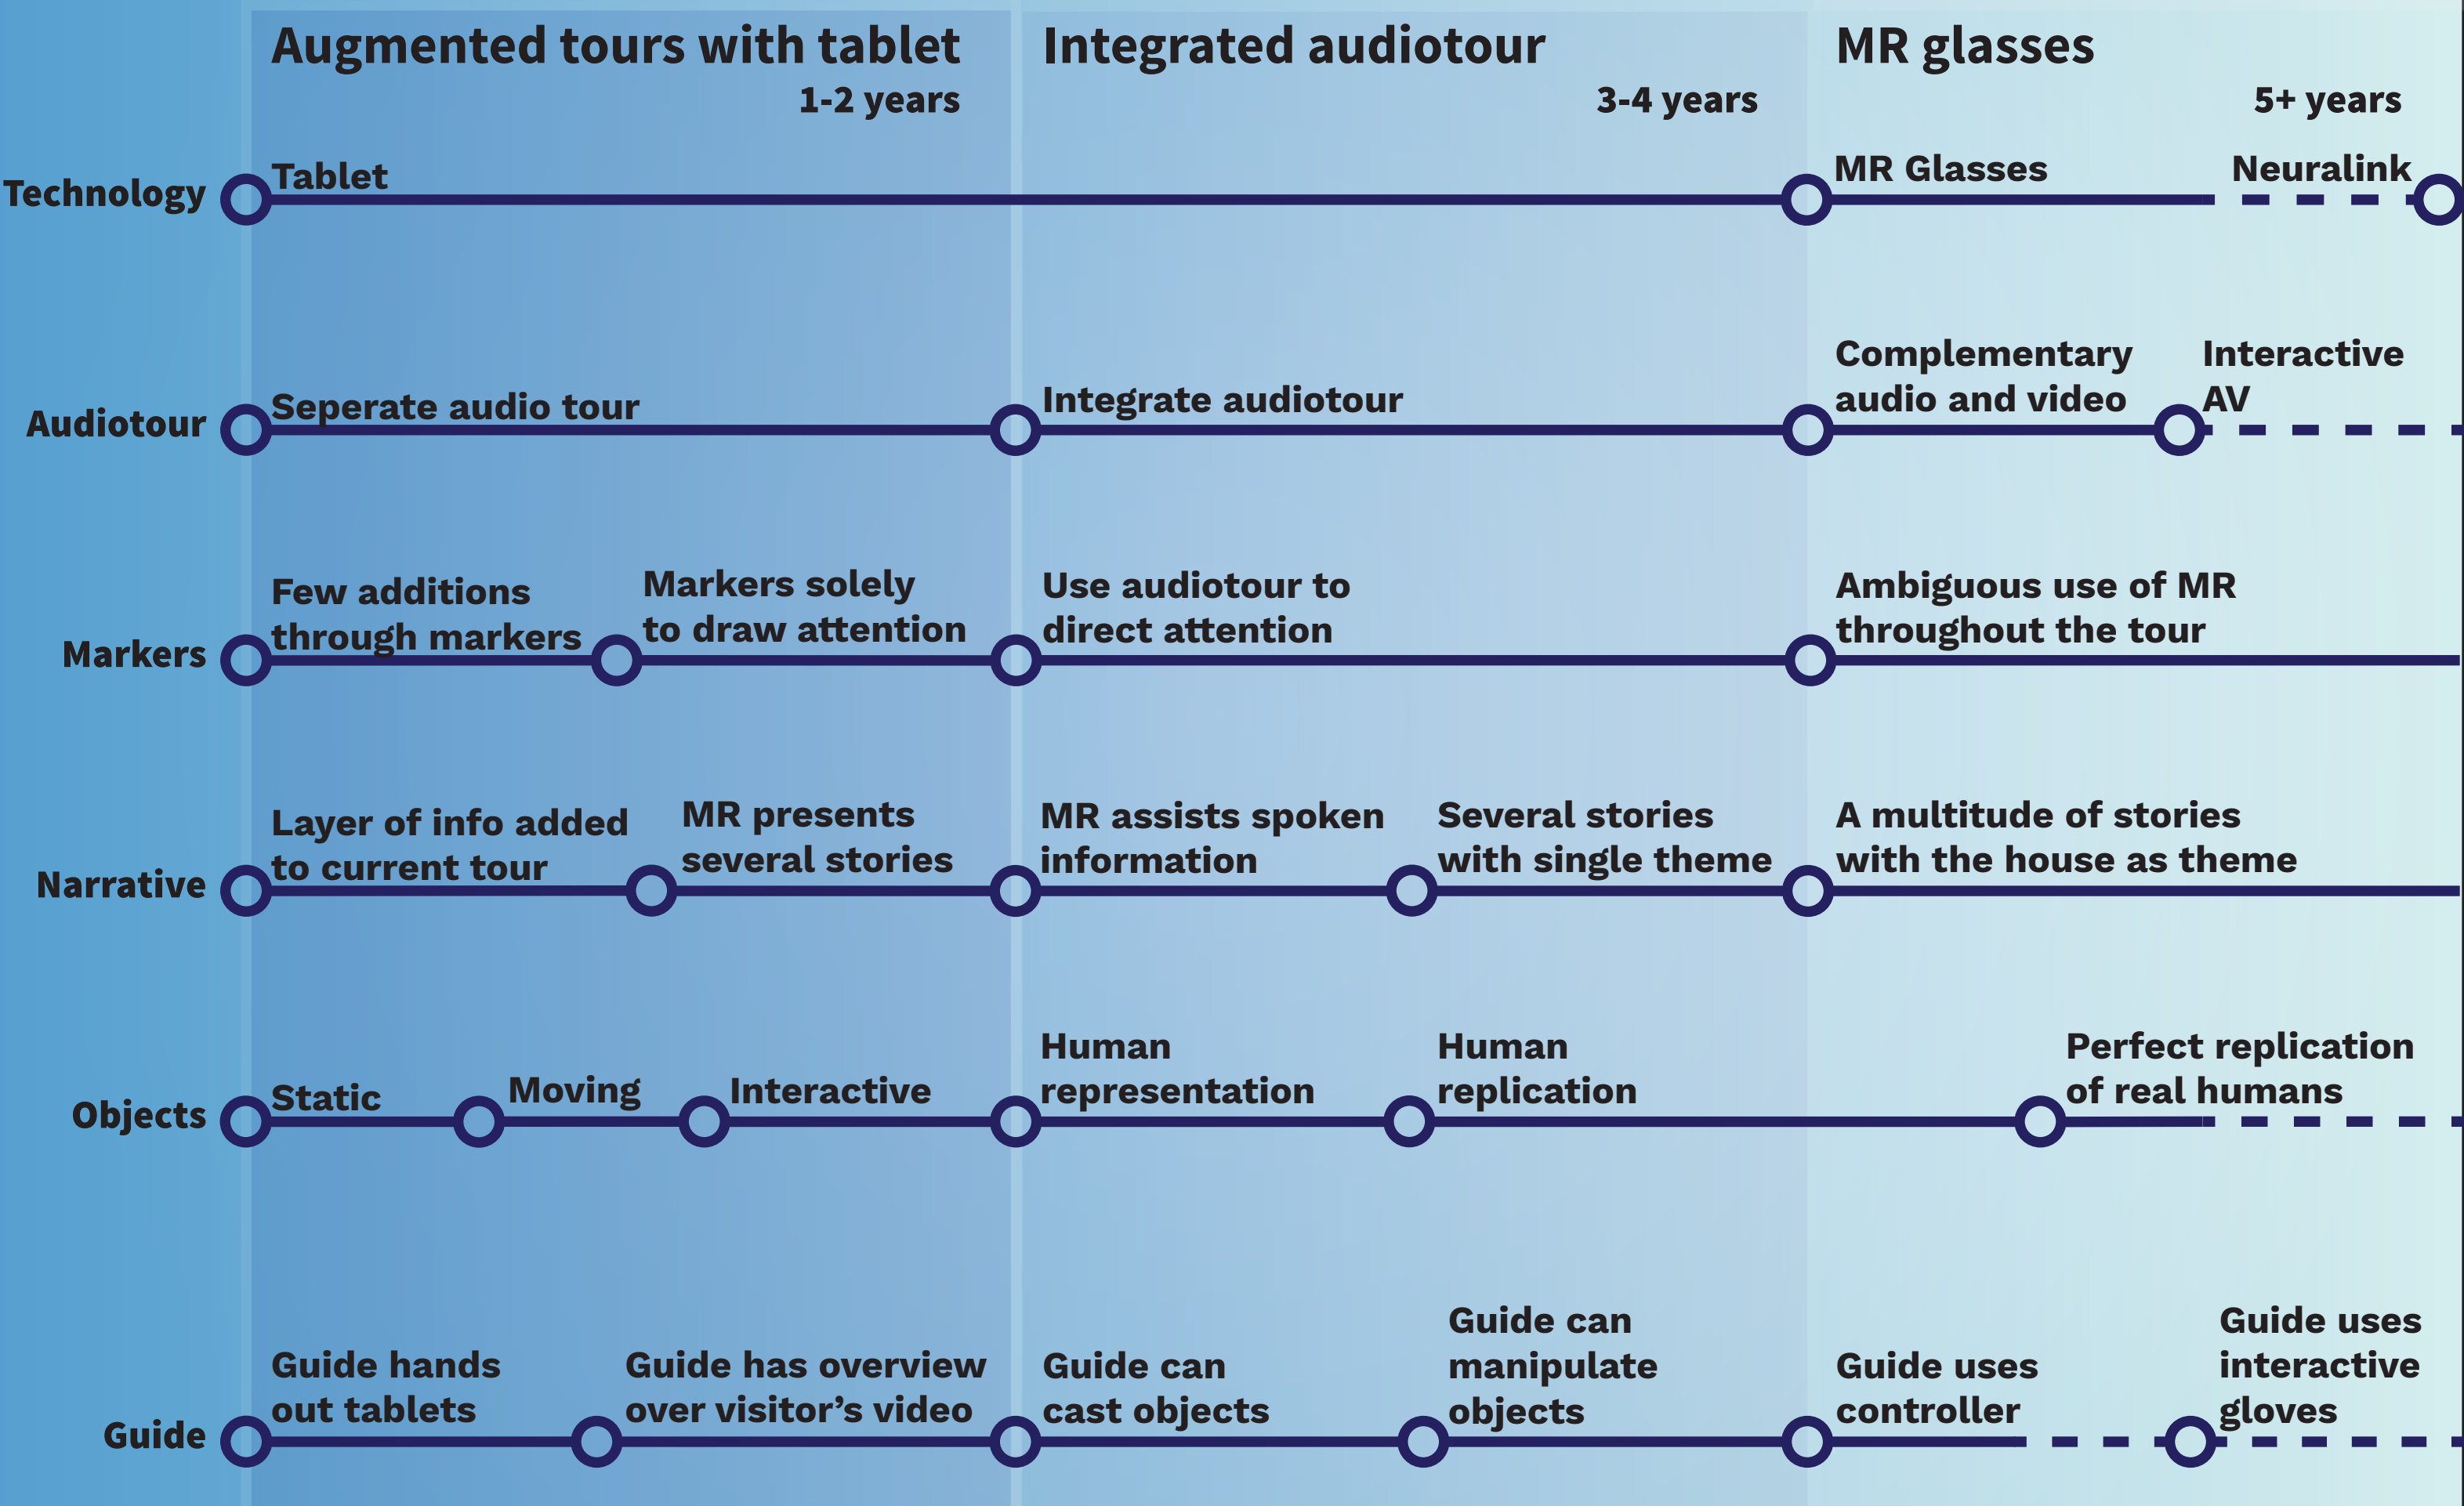 Augmented tours with tablet
1-2 years
Integrated audiotour
3-4 years
MR glasses
5+ years
Technology
Tablet
MR Glasses
Neuralink
Audiotour
Seperate audio tour
Integrate audiotour
Complementary
audio and video
Interactive
AV
Markers
Few additions
through markers
Markers solely
to draw attention
Use audiotour to
direct attention
Ambiguous use of MR
throughout the tour
Narrative
Layer of info added
to current tour
MR presents
several stories
MR assists spoken
information
Several stories
with single theme
A multitude of stories
with the house as theme
Objects
Static
Moving
Interactive
Human
representation
Human
replication
Perfect replication
of real humans
Guide
Guide hands
out tablets
Guide has overview
over visitor’s video
Guide can
cast objects
Guide can
manipulate
objects
Guide uses
controller
Guide uses
interactive
gloves